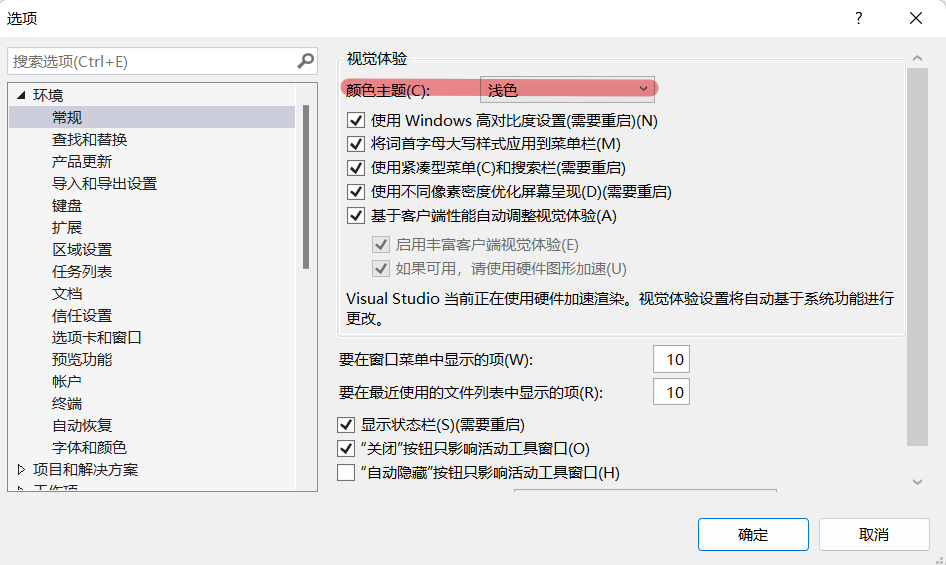 选项
?
搜索选项(Ctrl+E)
环境
常规
查找和替换
产品更新
导入和导出设置
键盘
扩展
区域设置
任务列表
文档
信任设置
选项卡和窗口
预览功能
帐户
终端
自动恢复
字体和颜色
项目和解决方案
工作项
视觉体验
颜色主题(C): 浅色
使用 Windows 高对比度设置(需要重启)(N)
将词首字母大写样式应用到菜单栏(M)
使用紧凑型菜单(C)和搜索栏(需要重启)
使用不同像素密度优化屏幕呈现(D)(需要重启)
基于客户端性能自动调整视觉体验(A)
启用丰富客户端视觉体验(E)
如果可用，请使用硬件图形加速(U)
Visual Studio 当前正在使用硬件加速渲染。视觉体验设置将自动基于系统功能进行
更改。
要在窗口菜单中显示的项(W): 10
要在最近使用的文件列表中显示的项(R): 10
显示状态栏(S)(需要重启)
“关闭”按钮只影响活动工具窗口(O)
“自动隐藏”按钮只影响活动工具窗口(H)
确定
取消